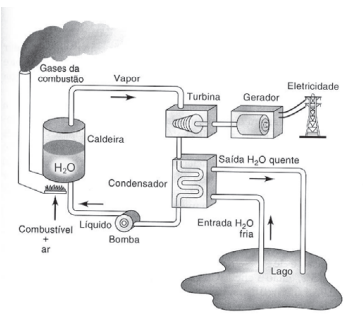 Gases da
combustão
Vapor
Turbina
Gerador
Eletricidade
Caldeira
H₂O
Condensador
Saída H₂O quente
Entrada H₂O
fria
Combustível
+
ar
Líquido
Bomba
Lago